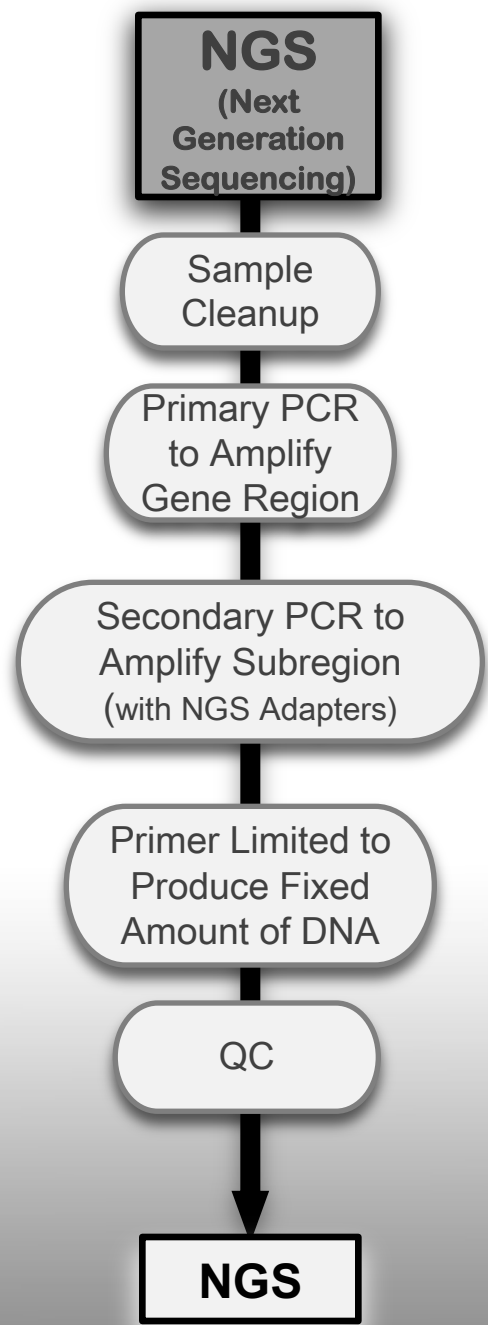 NGS
(Next
Generation
Sequencing)
Sample
Cleanup
Primary PCR
to Amplify
Gene Region
Secondary PCR to
Amplify Subregion
(with NGS Adapters)
Primer Limited to
Produce Fixed
Amount of DNA
QC
NGS